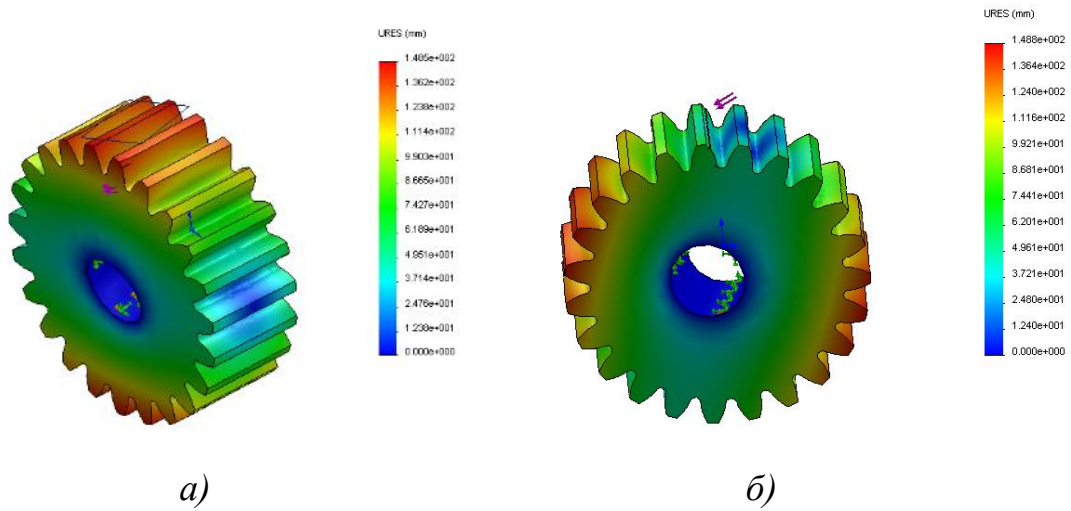 URES (mm)
1.485e+002
1.362e+002
1.238e+002
1.114e+002
9.903e+001
8.665e+001
7.427e+001
6.189e+001
4.951e+001
3.714e+001
2.476e+001
1.238e+001
0.000e+000
а)
URES (mm)
1.488e+002
1.364e+002
1.240e+002
1.116e+002
9.921e+001
8.681e+001
7.441e+001
6.201e+001
4.961e+001
3.721e+001
2.480e+001
1.240e+001
0.000e+000
б)